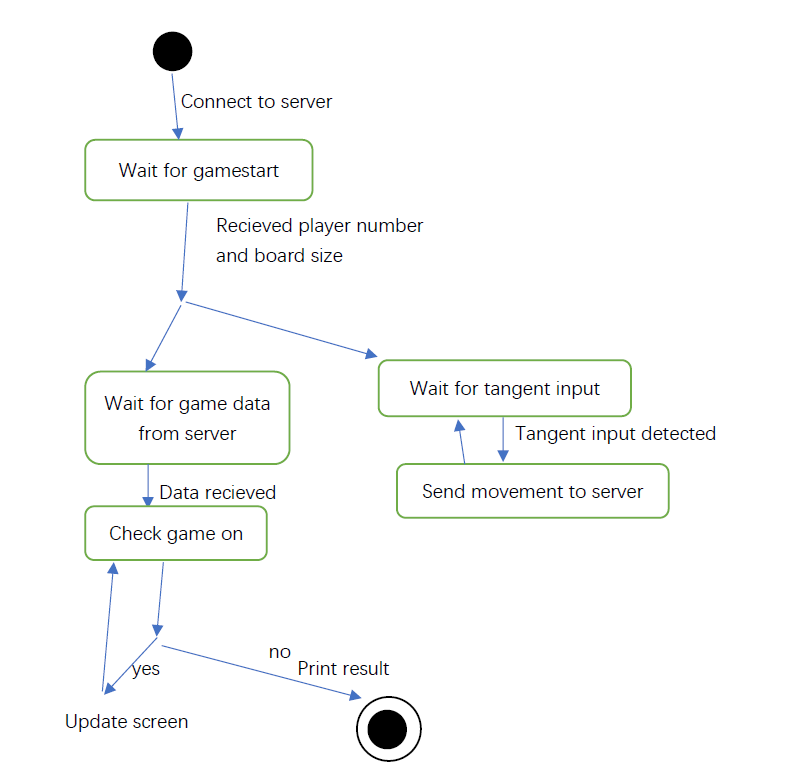 Connect to server
Wait for gamestart
Recieved player number
and board size
Wait for game data
from server
Wait for tangent input
Tangent input detected
Send movement to server
Data recieved
Check game on
yes
no
Print result
Update screen